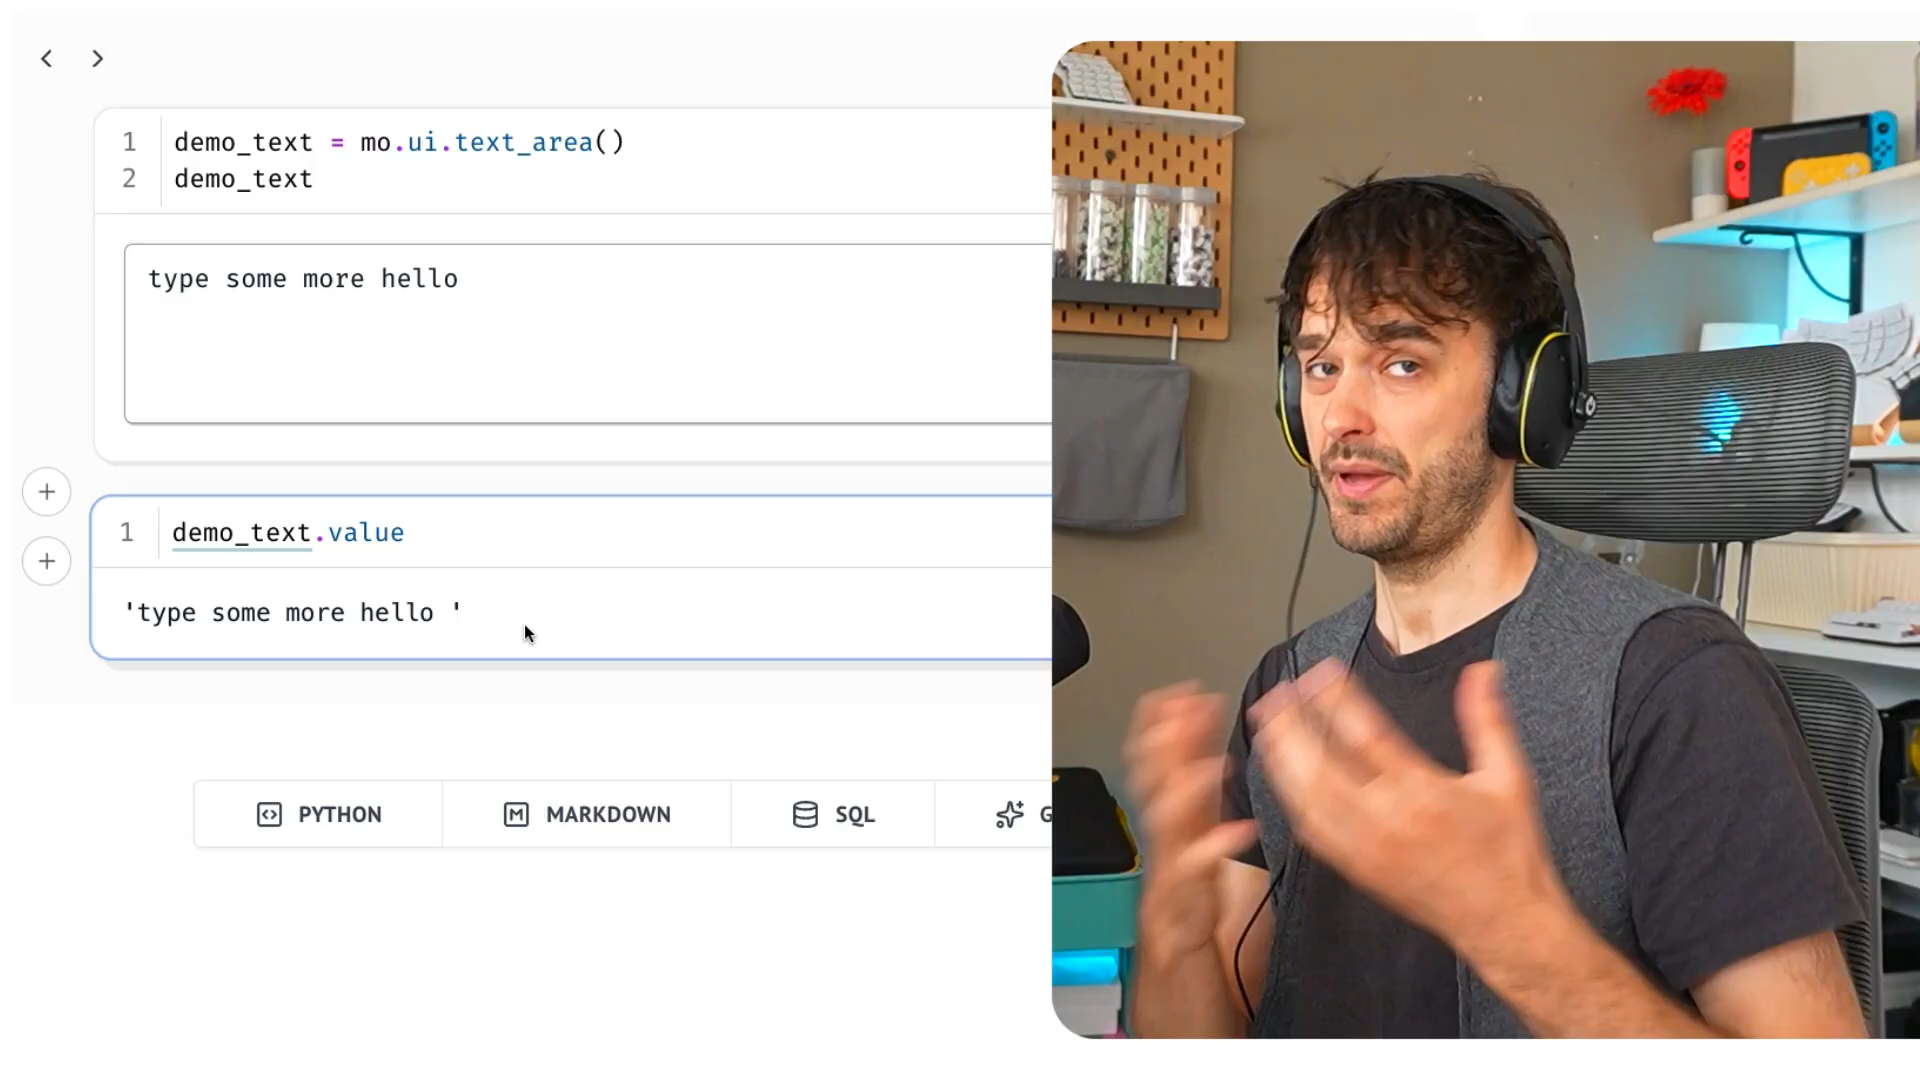 1 demo_text = mo.ui.text_area()
2 demo_text
type some more hello
1 demo_text.value
'type some more hello '
PYTHON MARKDOWN SQL G